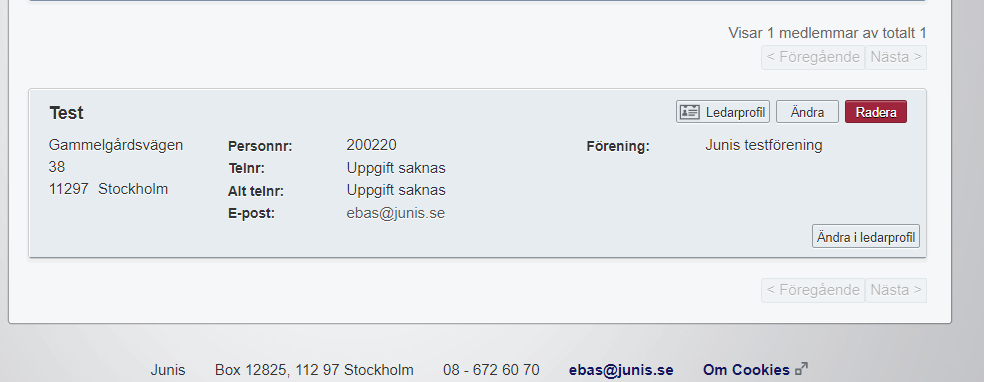 Visar 1 medlemmar av totalt 1
< Föregående Nästa >
Test
Ledarprofil Ändra Radera
Gammelgårdsvägen Personnr: 200220 Förening: Junis testförening
38 Telnr: Uppgift saknas
11297 Stockholm Alt telnr: Uppgift saknas
E-post: ebas@junis.se
Ändra i ledarprofil
< Föregående Nästa >
Junis Box 12825, 112 97 Stockholm 08 - 672 60 70 ebas@junis.se Om Cookies